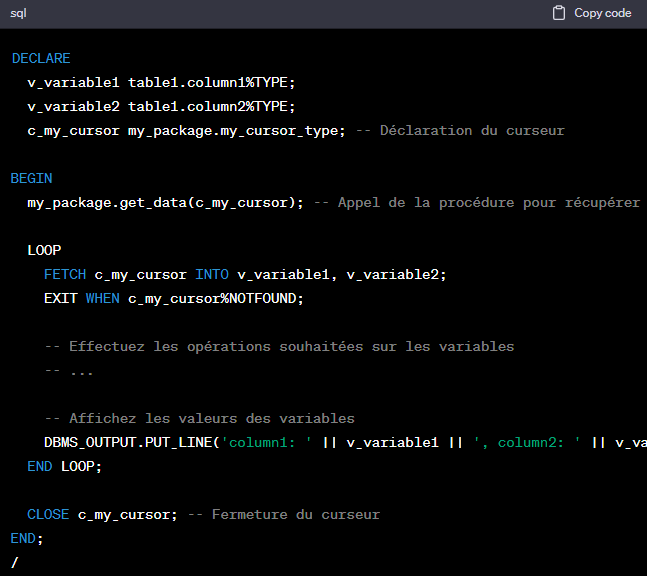 sql
Copy code
DECLARE
v_variable1 table1.column1%TYPE;
v_variable2 table1.column2%TYPE;
c_my_cursor my_package.my_cursor_type; -- Déclaration du curseur
BEGIN
my_package.get_data(c_my_cursor); -- Appel de la procédure pour récupérer
LOOP
FETCH c_my_cursor INTO v_variable1, v_variable2;
EXIT WHEN c_my_cursor%NOTFOUND;
-- Effectuez les opérations souhaitées sur les variables
-- ...
-- Affichez les valeurs des variables
DBMS_OUTPUT.PUT_LINE('column1: ' || v_variable1 || ', column2: ' || v_va
END LOOP;
CLOSE c_my_cursor; -- Fermeture du curseur
END;
/